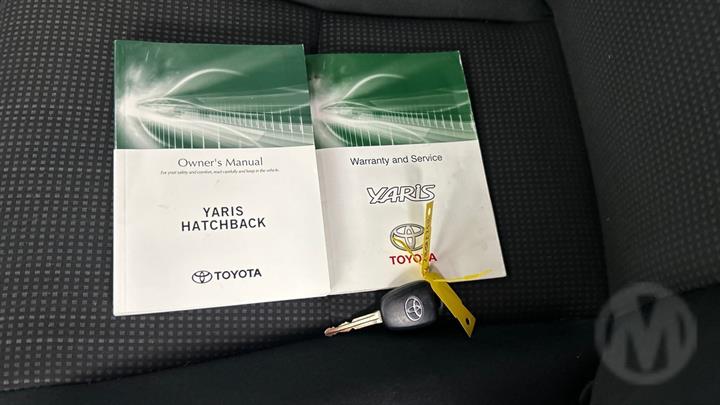 Owner's Manual
For your safety and comfort, read carefully and keep in the vehicle.
YARIS
HATCHBACK
TOYOTA
Warranty and Service
YARIS
TOYOTA
M